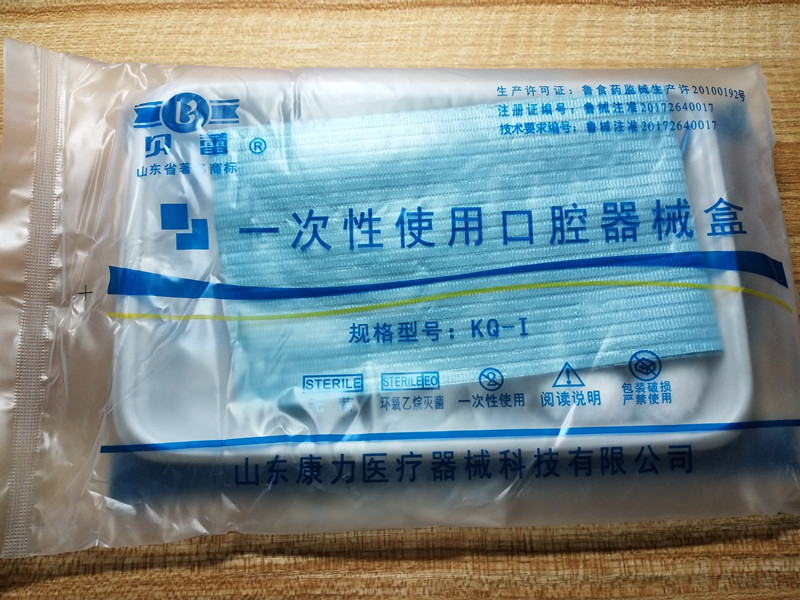 生产许可证：鲁食药监械生产许20100192号
注册证编号：鲁械注准20172640017
技术要求编号：鲁械注准20172640017
贝蕾®
山东省著 商标
一次性使用口腔器械盒
规格型号：KQ-I
STERILE
STERILE EO
环氧乙烷灭菌
一次性使用
阅读说明
包装破损
严禁使用
山东康力医疗器械科技有限公司